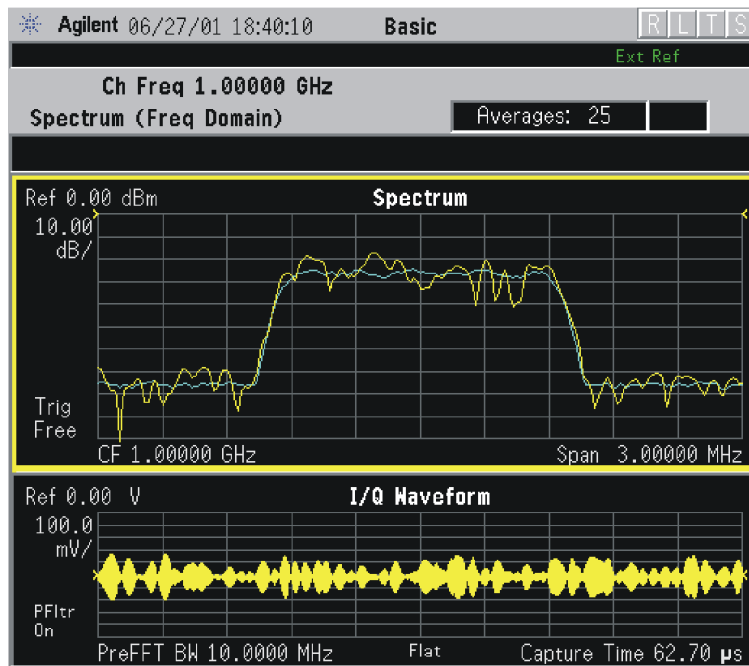 Agilent 06/27/01 18:40:10 Basic R L T S
Ext Ref
Ch Freq 1.00000 GHz
Spectrum (Freq Domain) Averages: 25
Ref 0.00 dBm Spectrum
10.00
dB/
Trig
Free
CF 1.00000 GHz Span 3.00000 MHz
Ref 0.00 V I/Q Waveform
100.0
mV/
PFltr
On
PreFFT BW 10.0000 MHz Flat Capture Time 62.70 µs